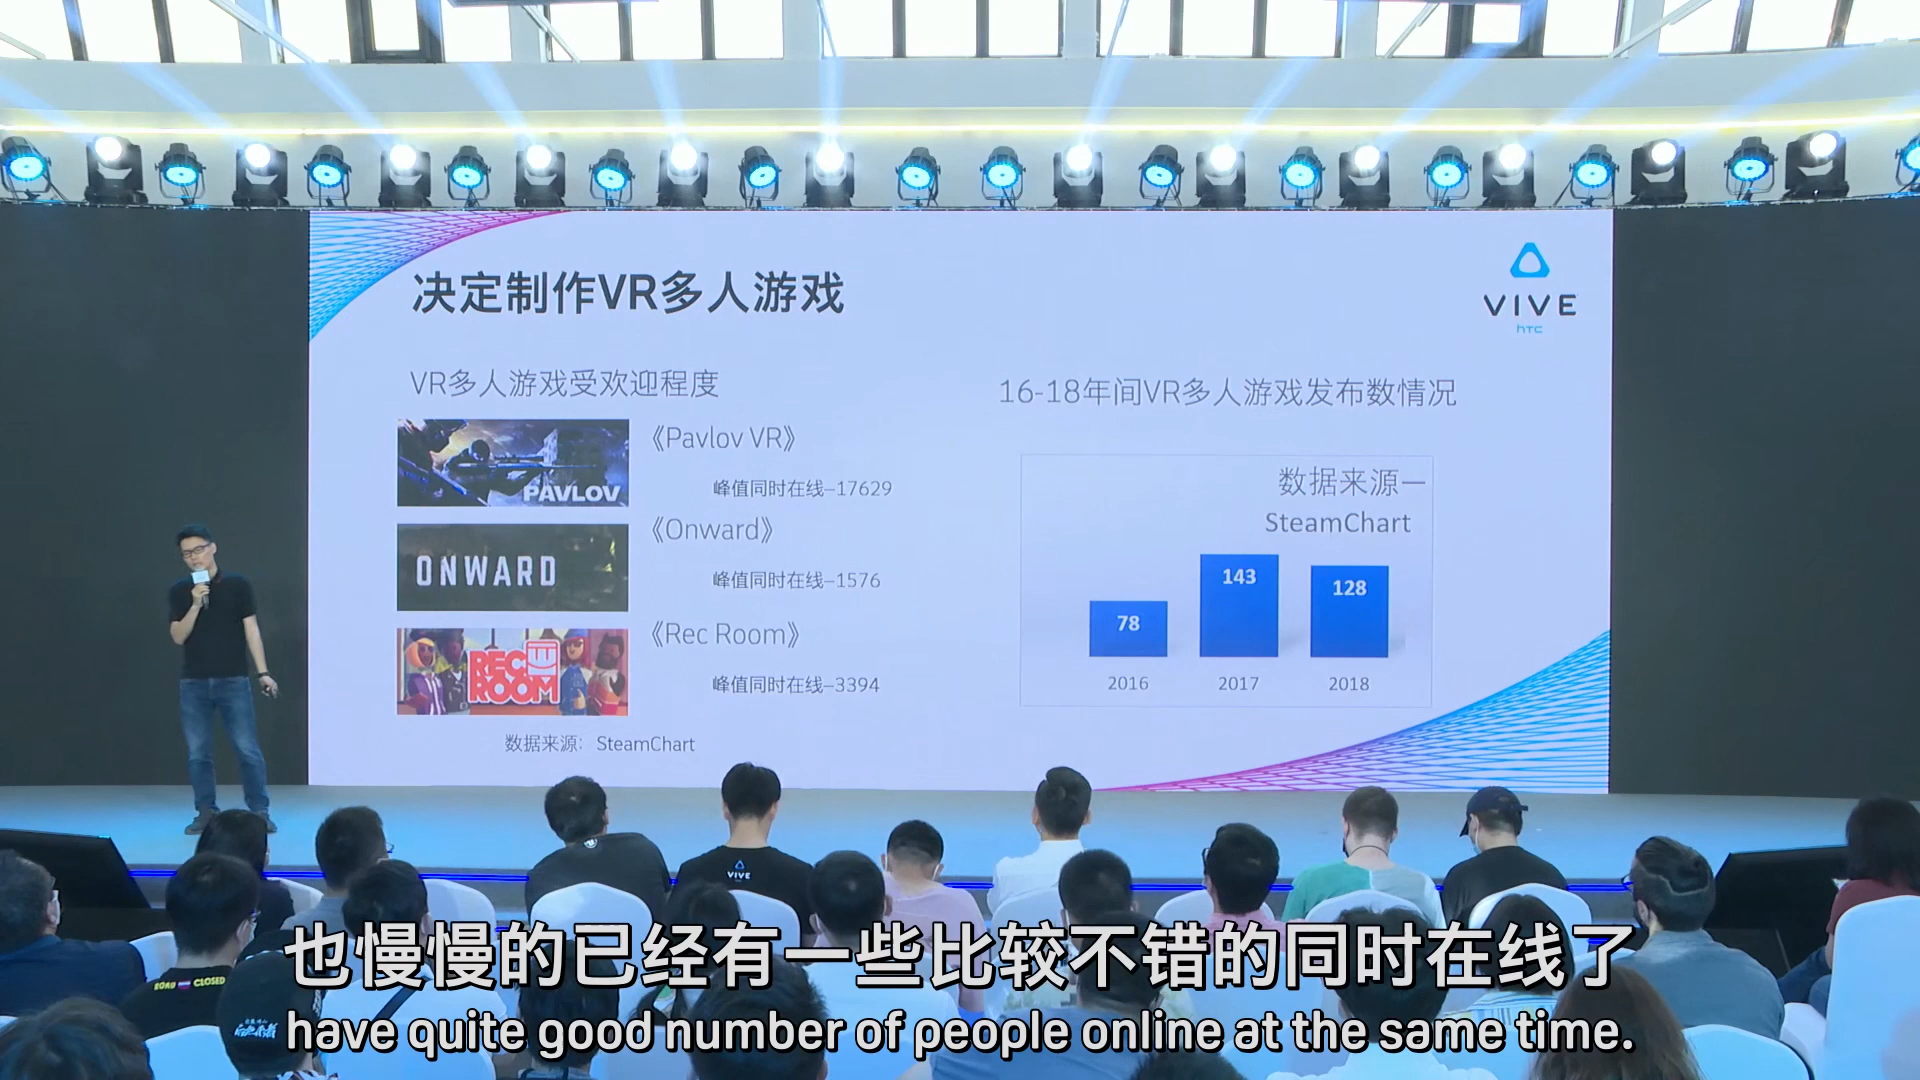 决定制作VR多人游戏
VIVE
hTC
VR多人游戏受欢迎程度
16-18年间VR多人游戏发布数情况
PAVLOV
《Pavlov VR》
峰值同时在线–17629
ONWARD
《Onward》
峰值同时在线–1576
REC ROOM
《Rec Room》
峰值同时在线–3394
数据来源：SteamChart
数据来源—
SteamChart
78
143
128
2016
2017
2018
VIVE
CLOSED
也慢慢的已经有一些比较不错的同时在线了
have quite good number of people online at the same time.